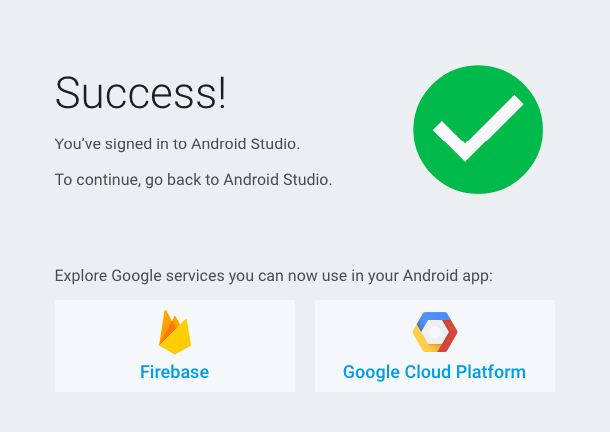 Success!
You’ve signed in to Android Studio.
To continue, go back to Android Studio.
Explore Google services you can now use in your Android app:
Firebase
Google Cloud Platform